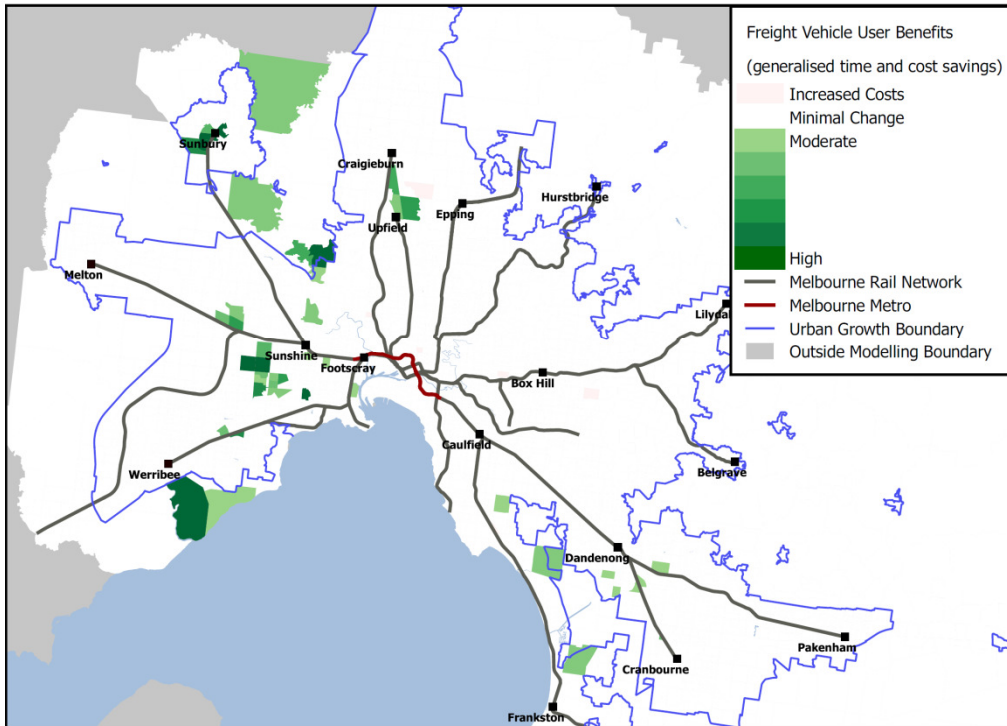 Freight Vehicle User Benefits
(generalised time and cost savings)
Increased Costs
Minimal Change
Moderate
High
Melbourne Rail Network
Melbourne Metro
Urban Growth Boundary
Outside Modelling Boundary
Sunbury
Craigieburn
Hurstbridge
Epping
Upfield
Melton
Lilydal
Sunshine
Footscray
Box Hill
Caulfield
Belgrave
Werribee
Dandenong
Pakenham
Cranbourne
Frankston